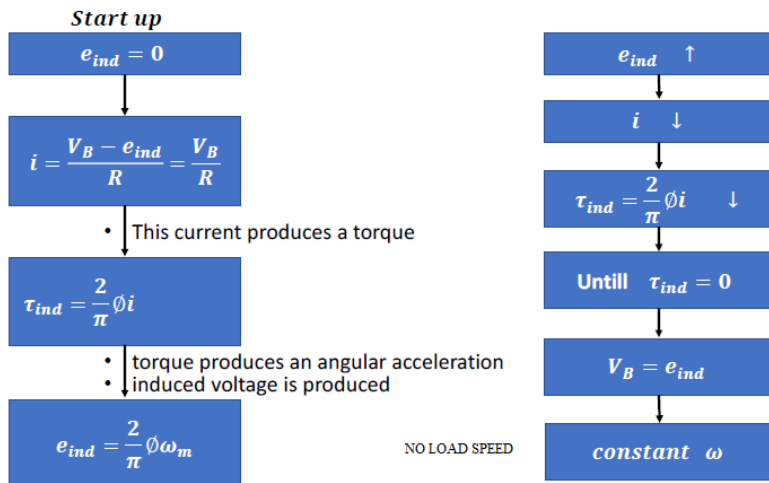 Start up
e_ind = 0
i = (V_B − e_ind)/R = V_B/R
• This current produces a torque
τ_ind = 2/π ∅i
• torque produces an angular acceleration
• induced voltage is produced
e_ind = 2/π ∅ω_m
e_ind ↑
i ↓
τ_ind = 2/π ∅i ↓
Untill τ_ind = 0
V_B = e_ind
NO LOAD SPEED
constant ω